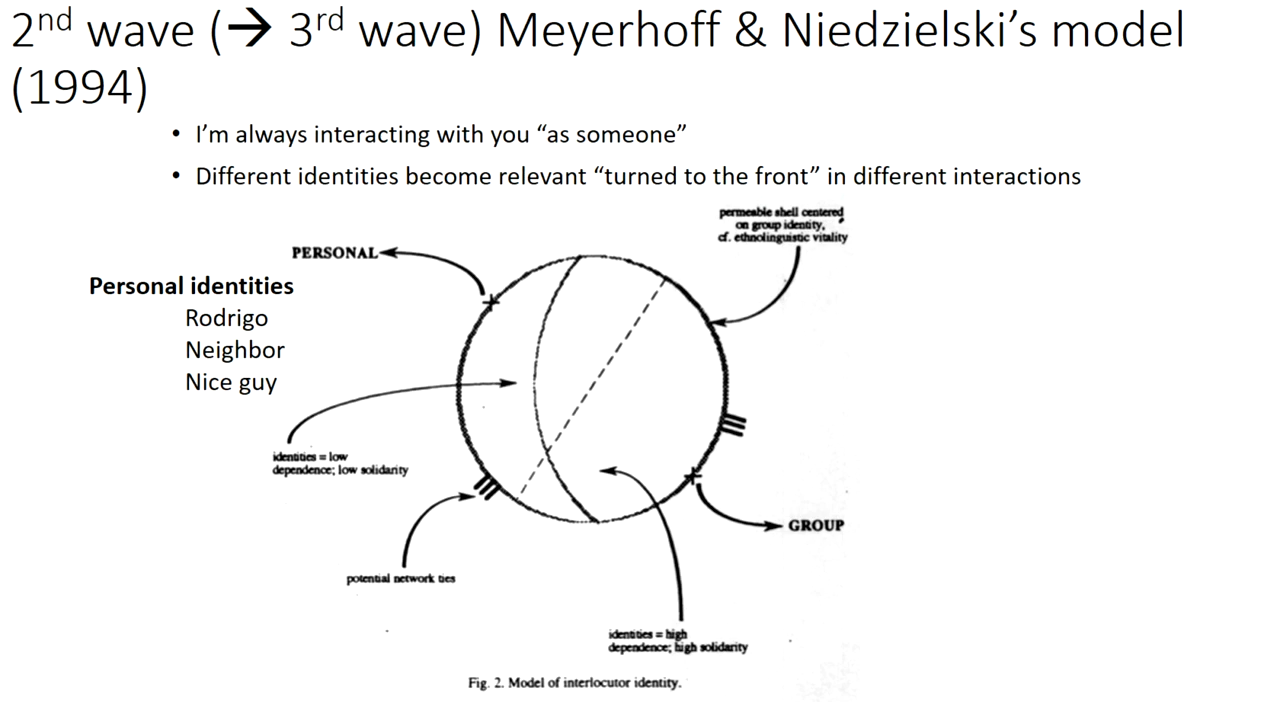 2nd wave (→ 3rd wave) Meyerhoff & Niedzielski’s model
(1994)
• I’m always interacting with you “as someone”
• Different identities become relevant “turned to the front” in different interactions
permeable shell centered
on group identity,
cf. ethnolinguistic vitality
PERSONAL
Personal identities
Rodrigo
Neighbor
Nice guy
identities = low
dependence; low solidarity
GROUP
potential network ties
identities = high
dependence; high solidarity
Fig. 2. Model of interlocutor identity.